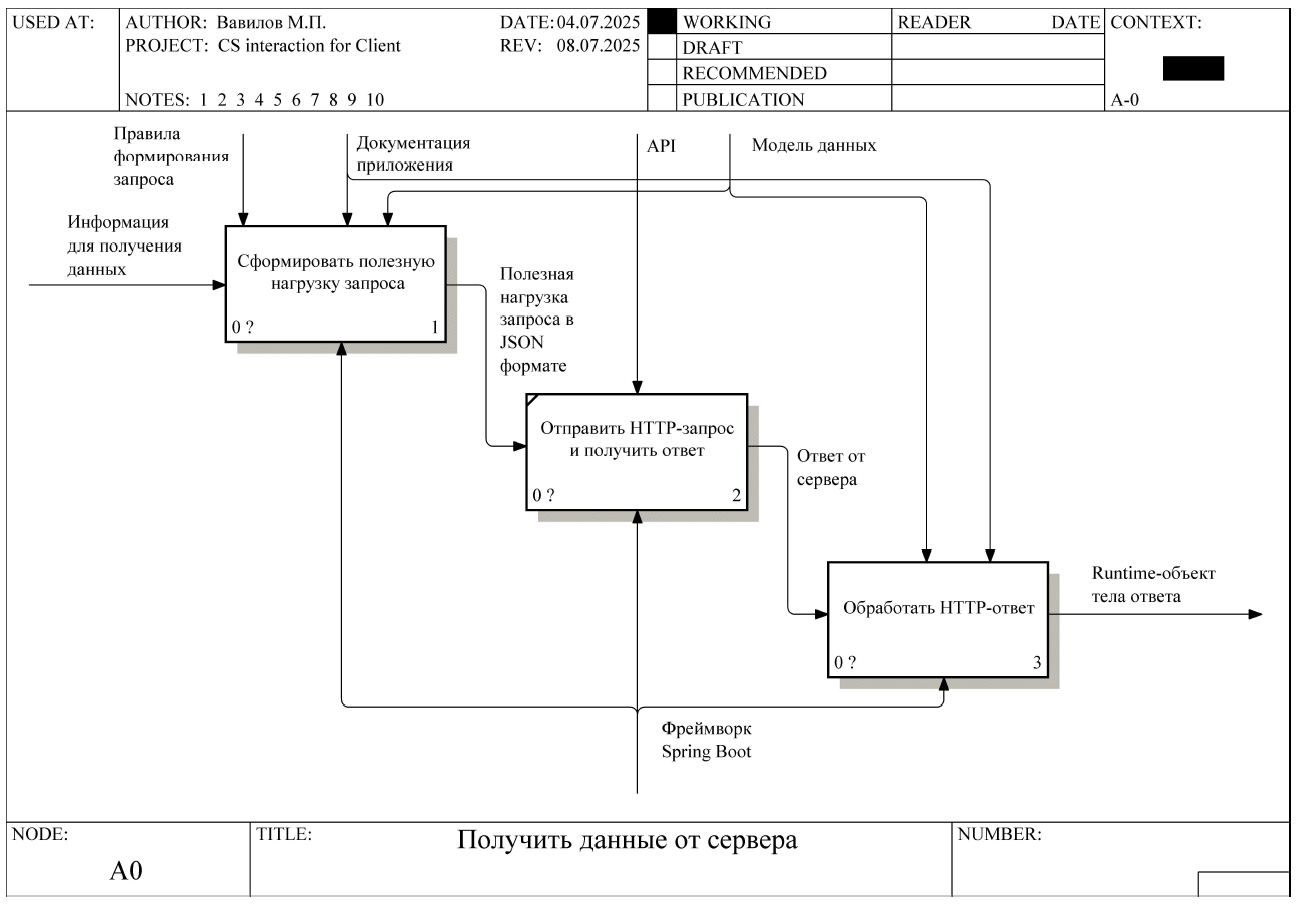 USED AT:
AUTHOR: Вавилов М.П.
DATE: 04.07.2025
PROJECT: CS interaction for Client
REV: 08.07.2025
NOTES: 1 2 3 4 5 6 7 8 9 10
WORKING
DRAFT
RECOMMENDED
PUBLICATION
READER DATE
CONTEXT:
A-0
Правила
формирования
запроса
Документация
приложения
API
Модель данных
Информация
для получения
данных
Сформировать полезную
нагрузку запроса
0 ? 1
Полезная
нагрузка
запроса в
JSON
формате
Отправить HTTP-запрос
и получить ответ
0 ? 2
Ответ от
сервера
Обработать HTTP-ответ
0 ? 3
Runtime-объект
тела ответа
Фреймворк
Spring Boot
NODE:
A0
TITLE:
Получить данные от сервера
NUMBER: